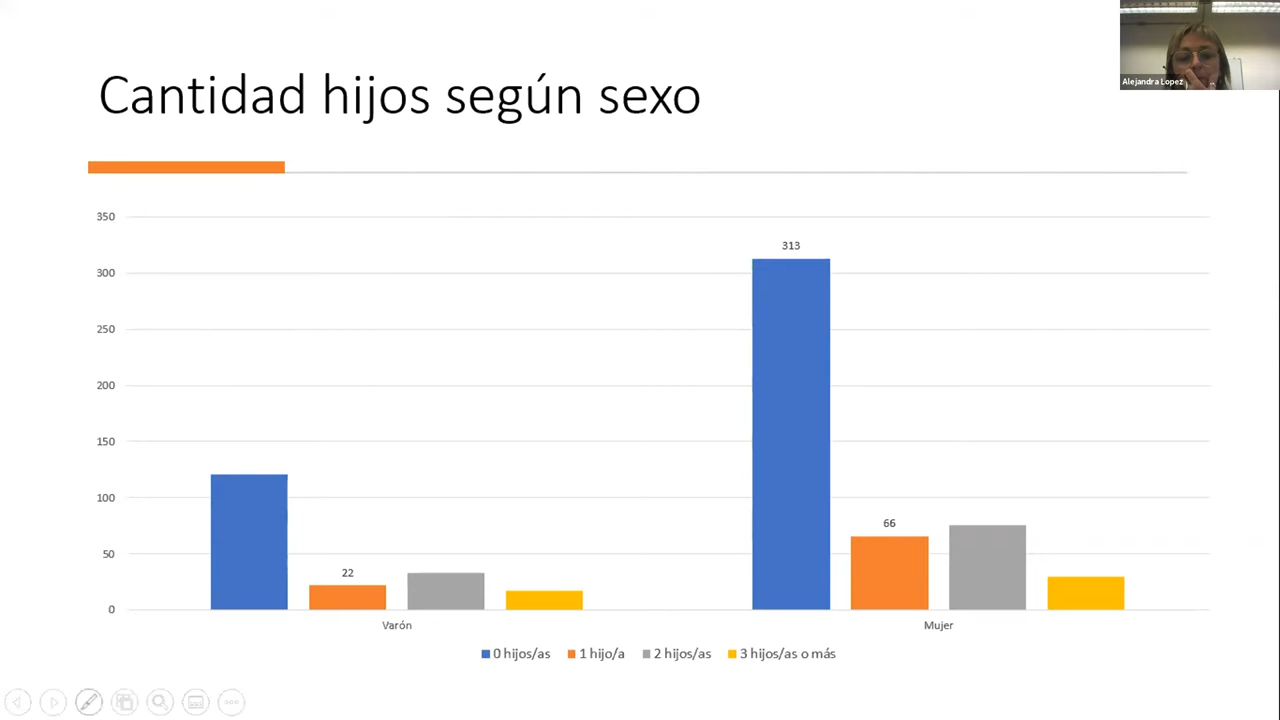 Alejandra Lopez
Cantidad hijos según sexo
350
300
250
200
150
100
50
0
313
66
22
Varón
Mujer
0 hijos/as
1 hijo/a
2 hijos/as
3 hijos/as o más